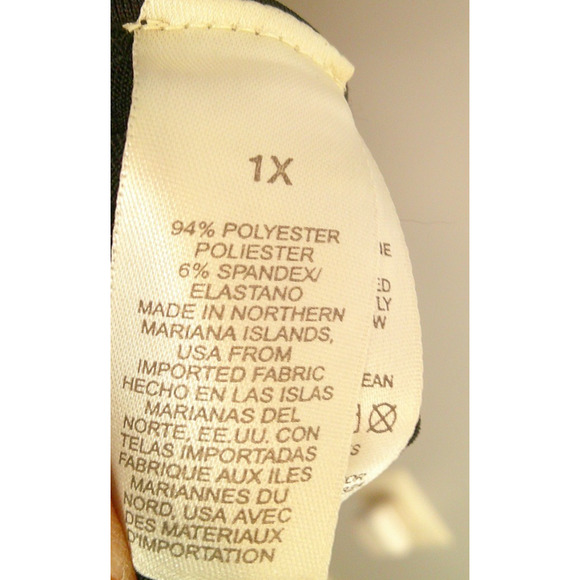 1X
94% POLYESTER
POLIESTER
6% SPANDEX/
ELASTANO
MADE IN NORTHERN
MARIANA ISLANDS,
USA FROM
IMPORTED FABRIC
HECHO EN LAS ISLAS
MARIANAS DEL
NORTE, EE.UU. CON
TELAS IMPORTADAS
FABRIQUE AUX ILES
MARIANNES DU
NORD, USA AVEC
DES MATERIAUX
D'IMPORTATION